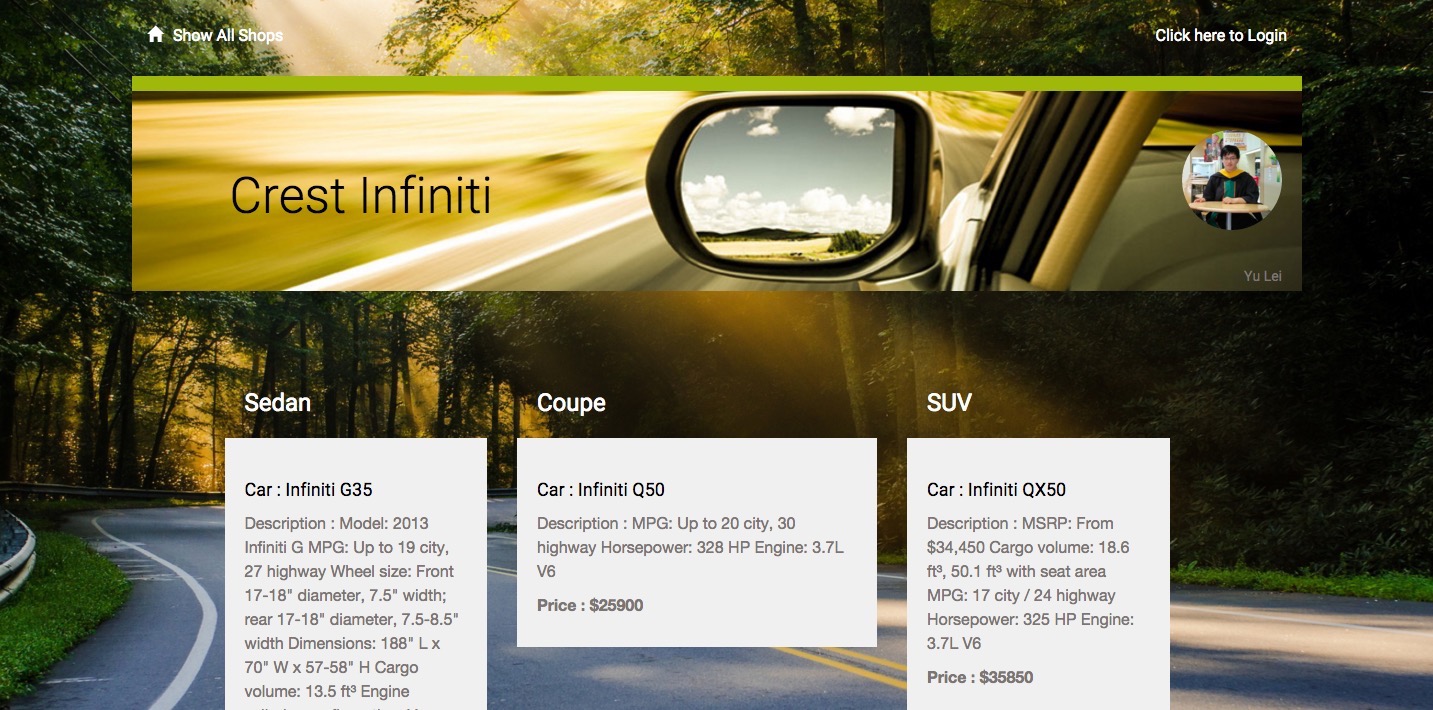 Show All Shops
Click here to Login
Crest Infiniti
Yu Lei
Sedan
Car : Infiniti G35
Description : Model: 2013
Infiniti G MPG: Up to 19 city,
27 highway Wheel size: Front
17-18" diameter, 7.5" width;
rear 17-18" diameter, 7.5-8.5"
width Dimensions: 188" L x
70" W x 57-58" H Cargo
volume: 13.5 ft³ Engine
Coupe
Car : Infiniti Q50
Description : MPG: Up to 20 city, 30
highway Horsepower: 328 HP Engine: 3.7L
V6
Price : $25900
SUV
Car : Infiniti QX50
Description : MSRP: From
$34,450 Cargo volume: 18.6
ft³, 50.1 ft³ with seat area
MPG: 17 city / 24 highway
Horsepower: 325 HP Engine:
3.7L V6
Price : $35850